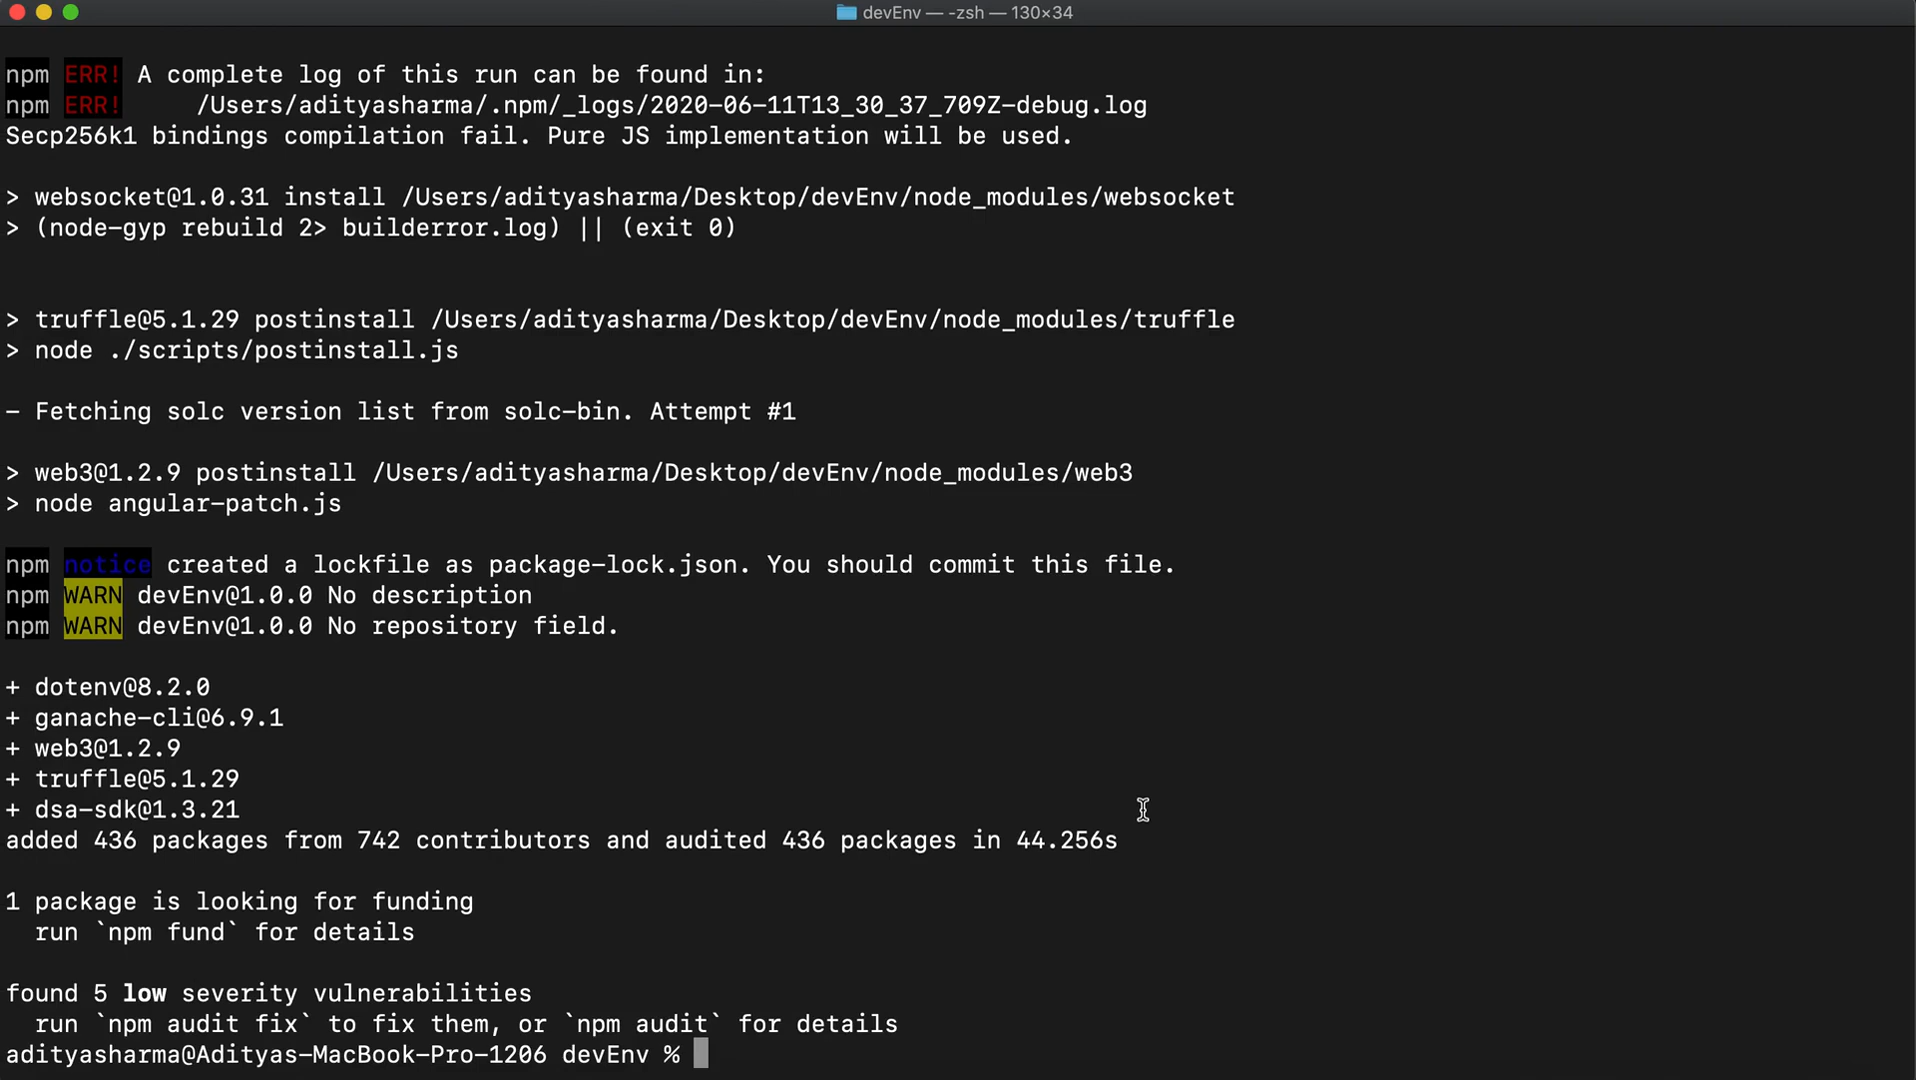 devEnv — -zsh — 130×34
npm ERR! A complete log of this run can be found in:
npm ERR!     /Users/adityasharma/.npm/_logs/2020-06-11T13_30_37_709Z-debug.log
Secp256k1 bindings compilation fail. Pure JS implementation will be used.
> websocket@1.0.31 install /Users/adityasharma/Desktop/devEnv/node_modules/websocket
> (node-gyp rebuild 2> builderror.log) || (exit 0)
> truffle@5.1.29 postinstall /Users/adityasharma/Desktop/devEnv/node_modules/truffle
> node ./scripts/postinstall.js
- Fetching solc version list from solc-bin. Attempt #1
> web3@1.2.9 postinstall /Users/adityasharma/Desktop/devEnv/node_modules/web3
> node angular-patch.js
npm notice created a lockfile as package-lock.json. You should commit this file.
npm WARN devEnv@1.0.0 No description
npm WARN devEnv@1.0.0 No repository field.
+ dotenv@8.2.0
+ ganache-cli@6.9.1
+ web3@1.2.9
+ truffle@5.1.29
+ dsa-sdk@1.3.21
added 436 packages from 742 contributors and audited 436 packages in 44.256s
1 package is looking for funding
  run `npm fund` for details
found 5 low severity vulnerabilities
  run `npm audit fix` to fix them, or `npm audit` for details
adityasharma@Adityas-MacBook-Pro-1206 devEnv %